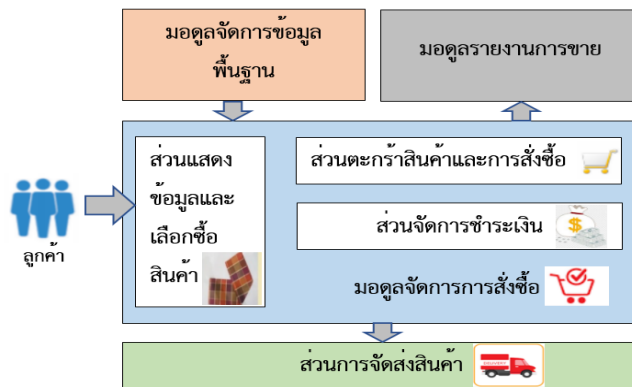 มอดูลจัดการข้อมูล
พื้นฐาน
มอดูลรายงานการขาย
ส่วนแสดง
ข้อมูลและ
เลือกซื้อ
สินค้า
ส่วนตะกร้าสินค้าและการสั่งซื้อ
ส่วนจัดการชำระเงิน
มอดูลจัดการการสั่งซื้อ
ลูกค้า
ส่วนการจัดส่งสินค้า